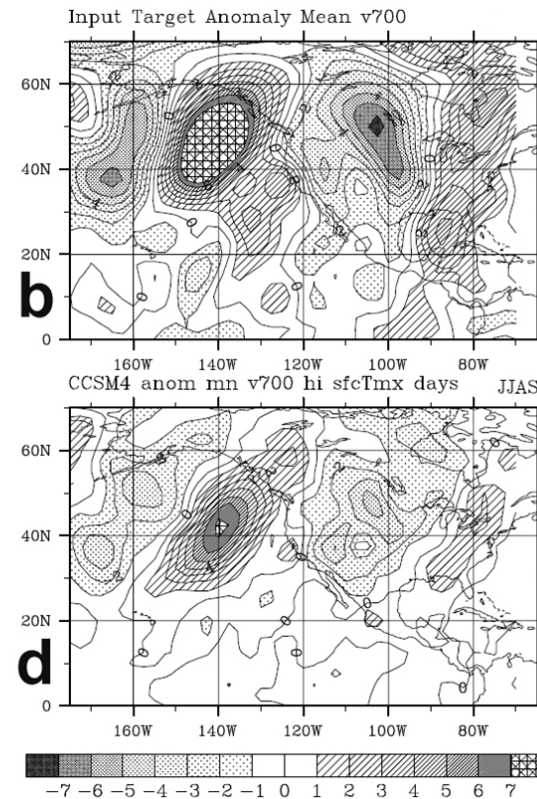 Input Target Anomaly Mean v700
60N
40N
20N
0
b
160W 140W 120W 100W 80W
CCSM4 anom mn v700 hi sfcTmx days JJAS
60N
40N
20N
0
d
160W 140W 120W 100W 80W
-7 -6 -5 -4 -3 -2 -1 0 1 2 3 4 5 6 7